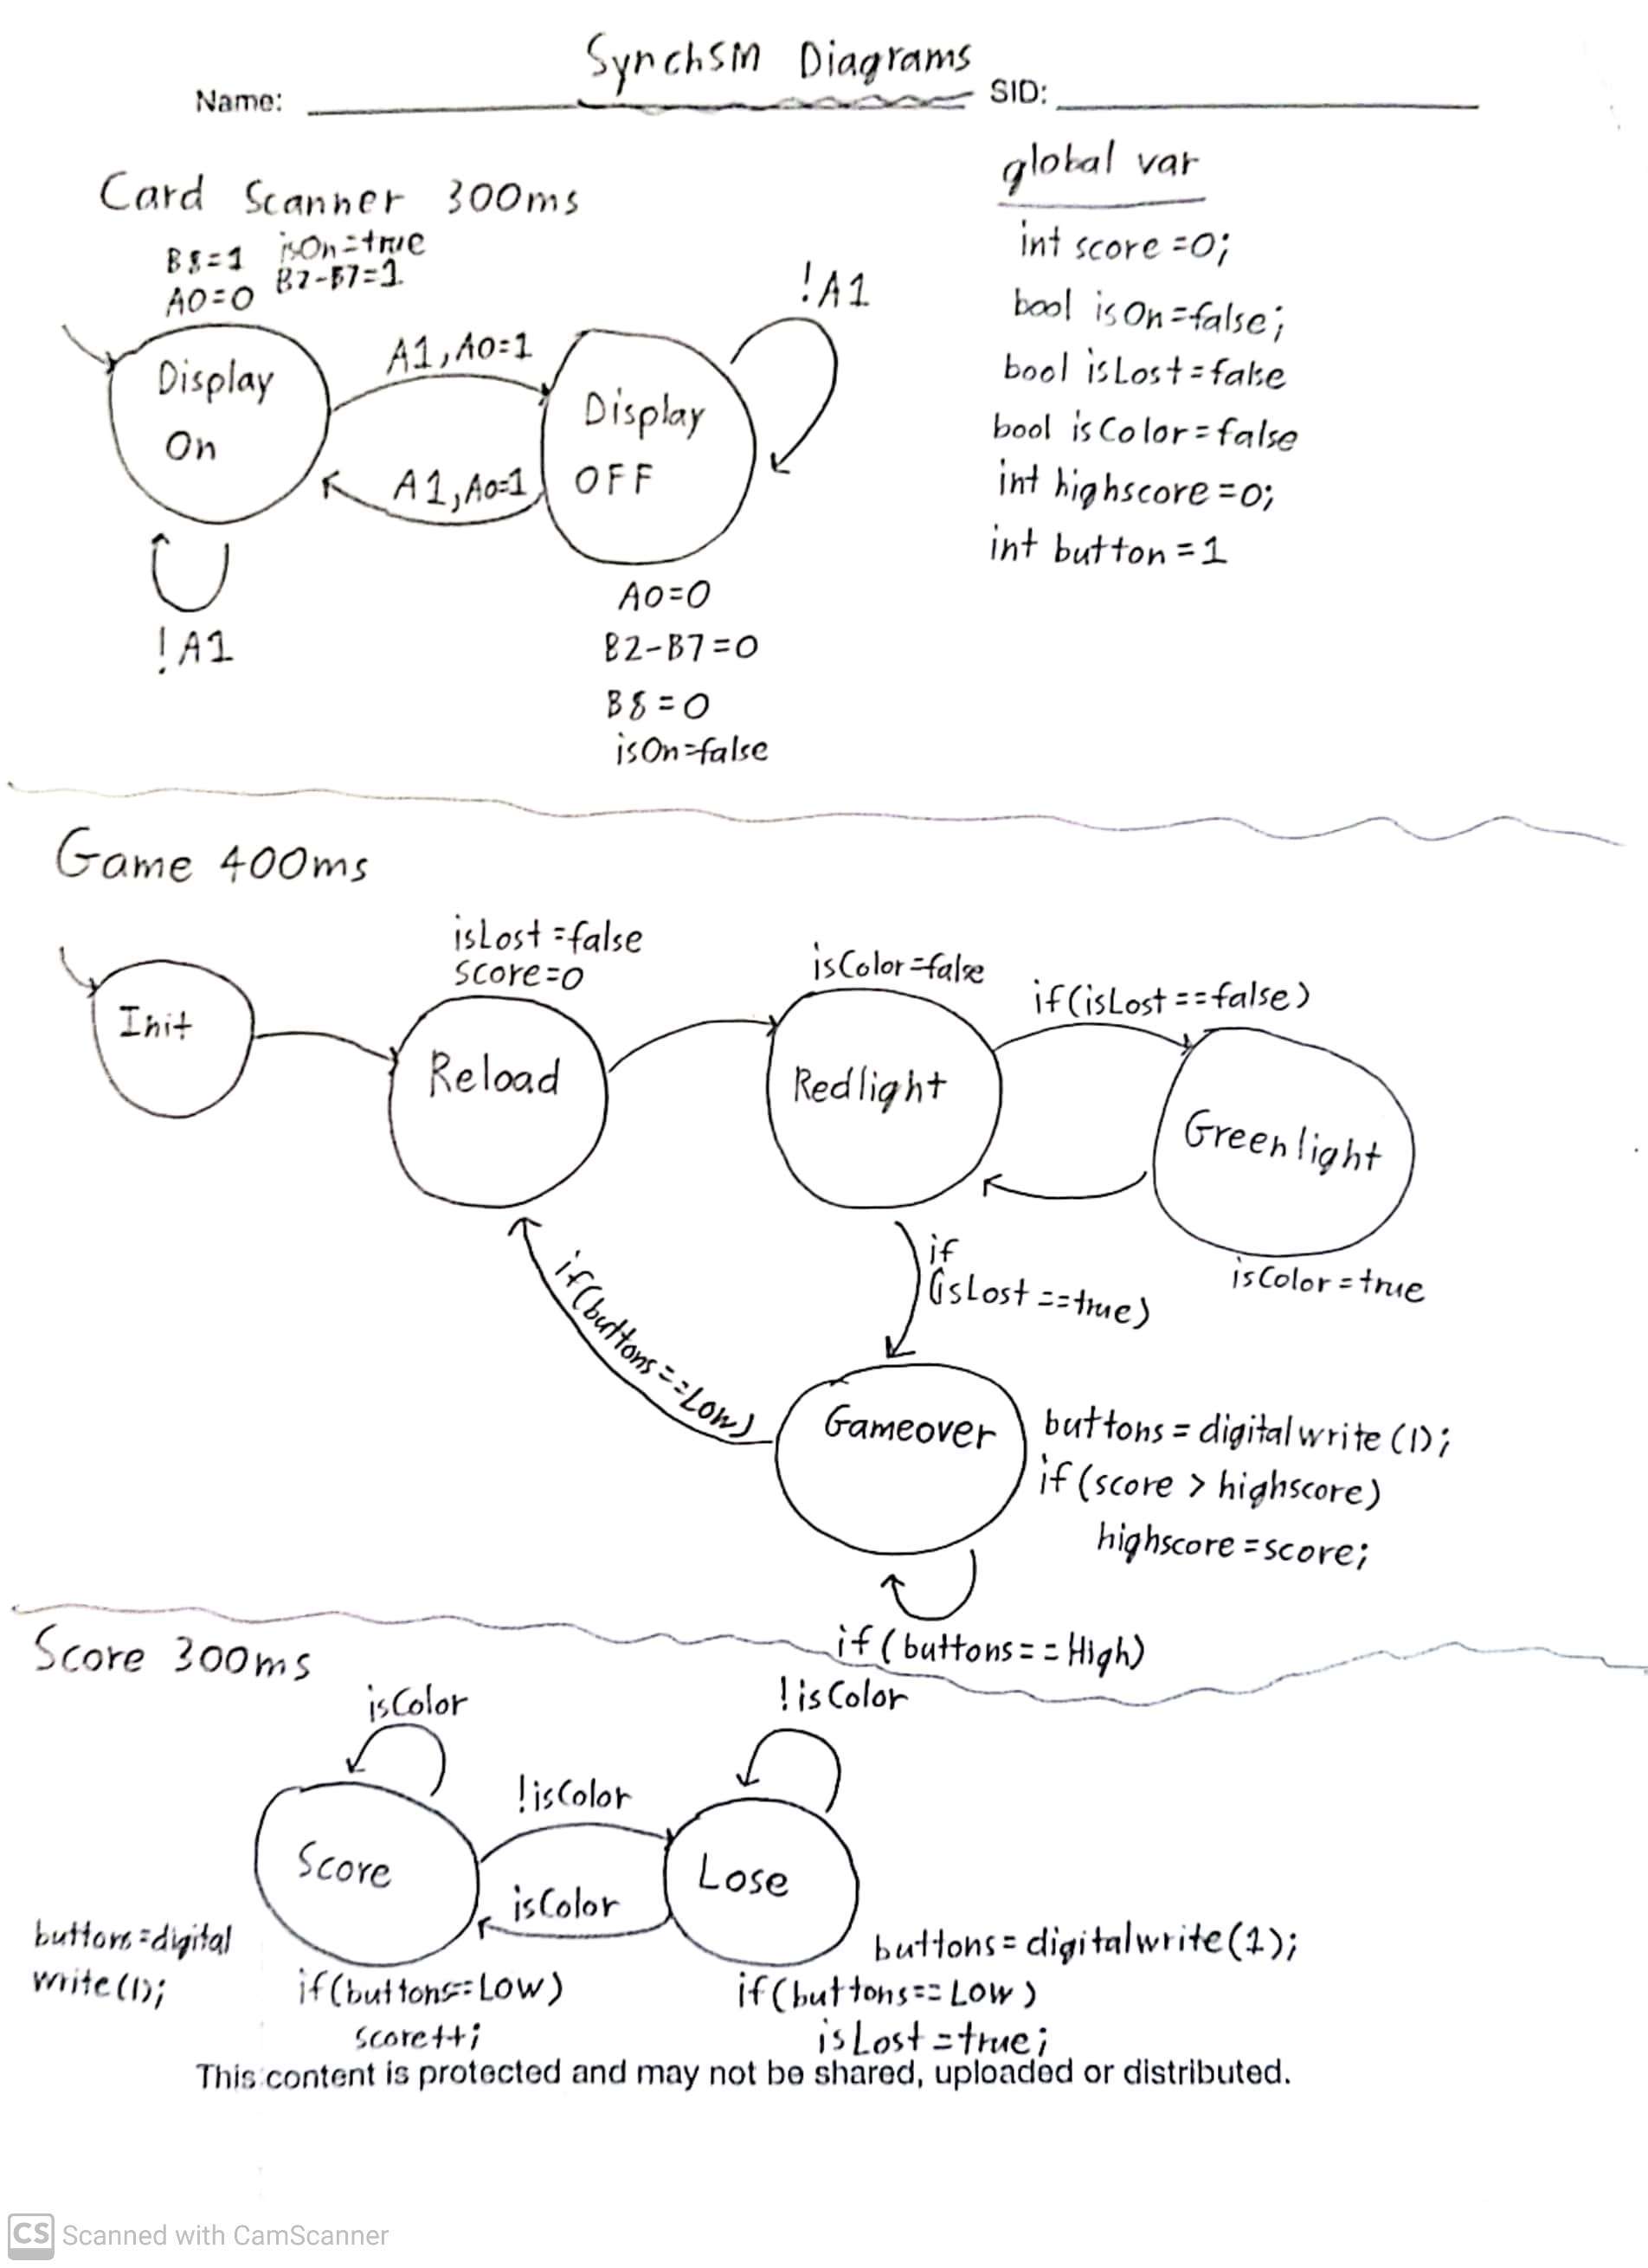 SynchSM Diagrams
Name: SID:
global var
int score=0;
bool isOn=false;
bool isLost=false
bool isColor=false
int highscore=0;
int button=1
Card Scanner 300ms
B8=1 isOn=true
A0=0 B2-B7=1
Display
On
A1,A0=1
A1,A0=1
Display
OFF
!A1
!A1
A0=0
B2-B7=0
B8=0
isOn=false
Game 400ms
Init
isLost=false
score=0
Reload
isColor=false
Redlight
if(isLost==false)
Greenlight
isColor=true
if
(isLost==true)
if(buttons==Low)
Gameover
buttons=digitalwrite(1);
if(score > highscore)
highscore=score;
if(buttons==High)
Score 300ms
isColor
!isColor
!isColor
Score
isColor
Lose
buttons=digital
write(1);
if(buttons==Low)
score++;
buttons=digitalwrite(1);
if(buttons==Low)
isLost=true;
This content is protected and may not be shared, uploaded or distributed.
CS Scanned with CamScanner